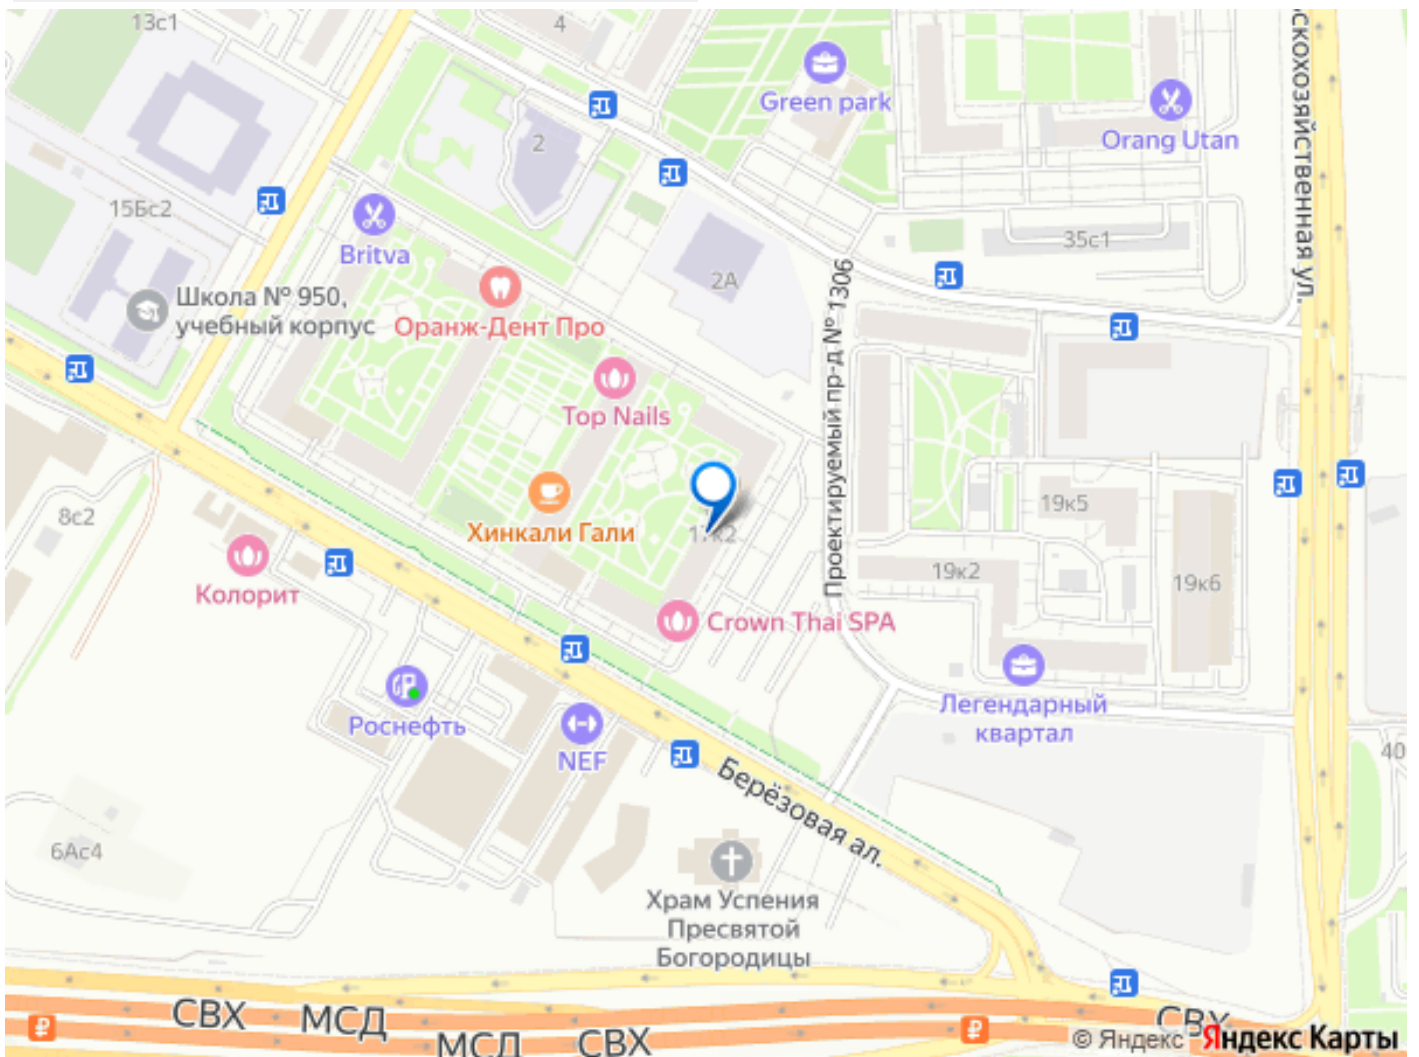 13с1
4
Green park
Orang Utan
скохозяйственная ул.
2
15Бс2
Britva
35с1
2А
Школа № 950,
учебный корпус
Оранж-Дент Про
Проектируемый пр-д № 1306
Top Nails
8с2
Хинкали Гали
17к2
19к5
19к2
19к6
Колорит
Crown Thai SPA
Роснефть
NEF
Легендарный
квартал
40
Берёзовая ал.
6Ас4
Храм Успения
Пресвятой
Богородицы
СВХ
МСД
МСД
СВХ
СВХ
© Яндекс Яндекс Карты